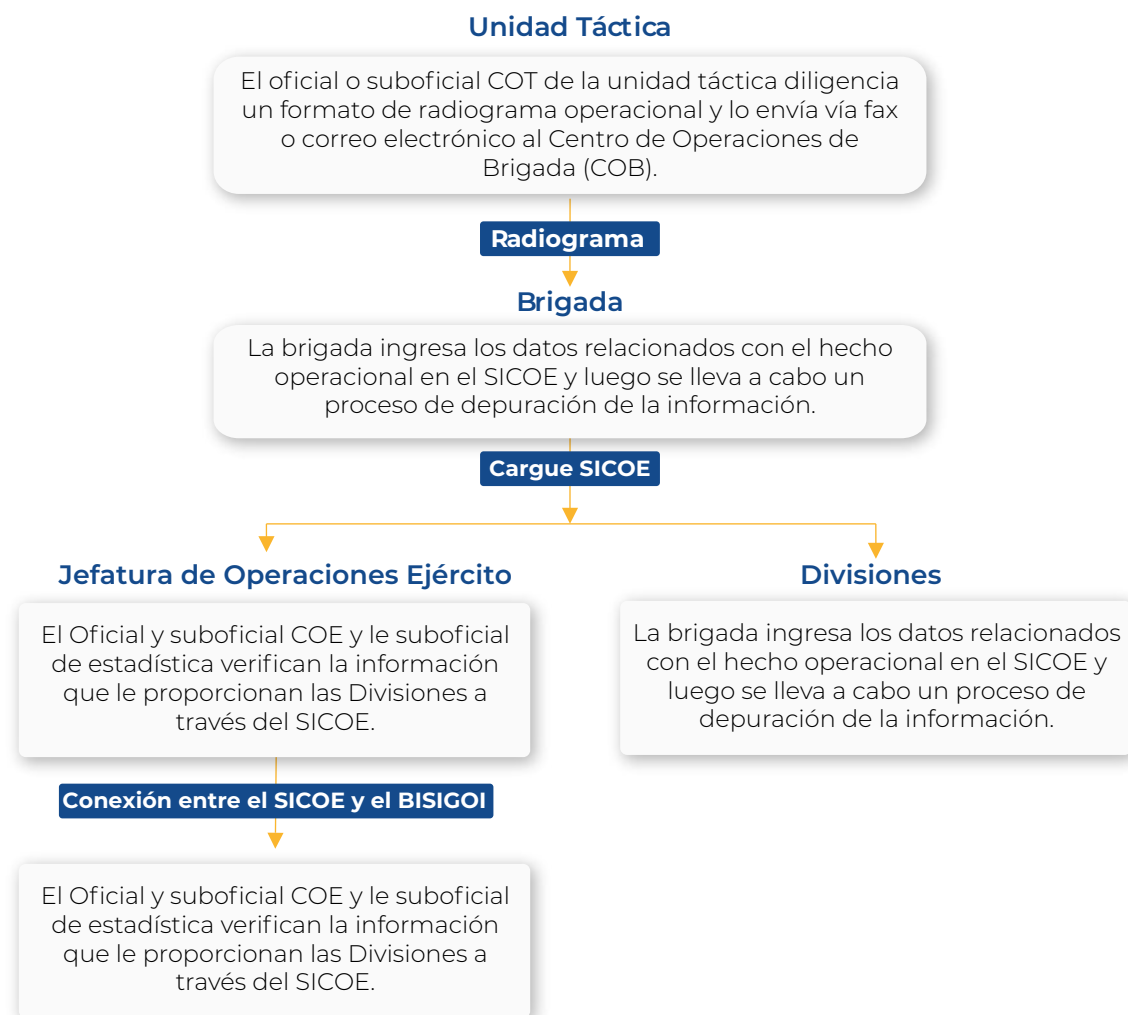 Unidad Táctica
El oficial o suboficial COT de la unidad táctica diligencia
un formato de radiograma operacional y lo envía vía fax
o correo electrónico al Centro de Operaciones de
Brigada (COB).
Radiograma
Brigada
La brigada ingresa los datos relacionados con el hecho
operacional en el SICOE y luego se lleva a cabo un
proceso de depuración de la información.
Cargue SICOE
Jefatura de Operaciones Ejército
El Oficial y suboficial COE y le suboficial
de estadística verifican la información
que le proporcionan las Divisiones a
través del SICOE.
Divisiones
La brigada ingresa los datos relacionados
con el hecho operacional en el SICOE y
luego se lleva a cabo un proceso de
depuración de la información.
Conexión entre el SICOE y el BISIGOI
El Oficial y suboficial COE y le suboficial
de estadística verifican la información
que le proporcionan las Divisiones a
través del SICOE.